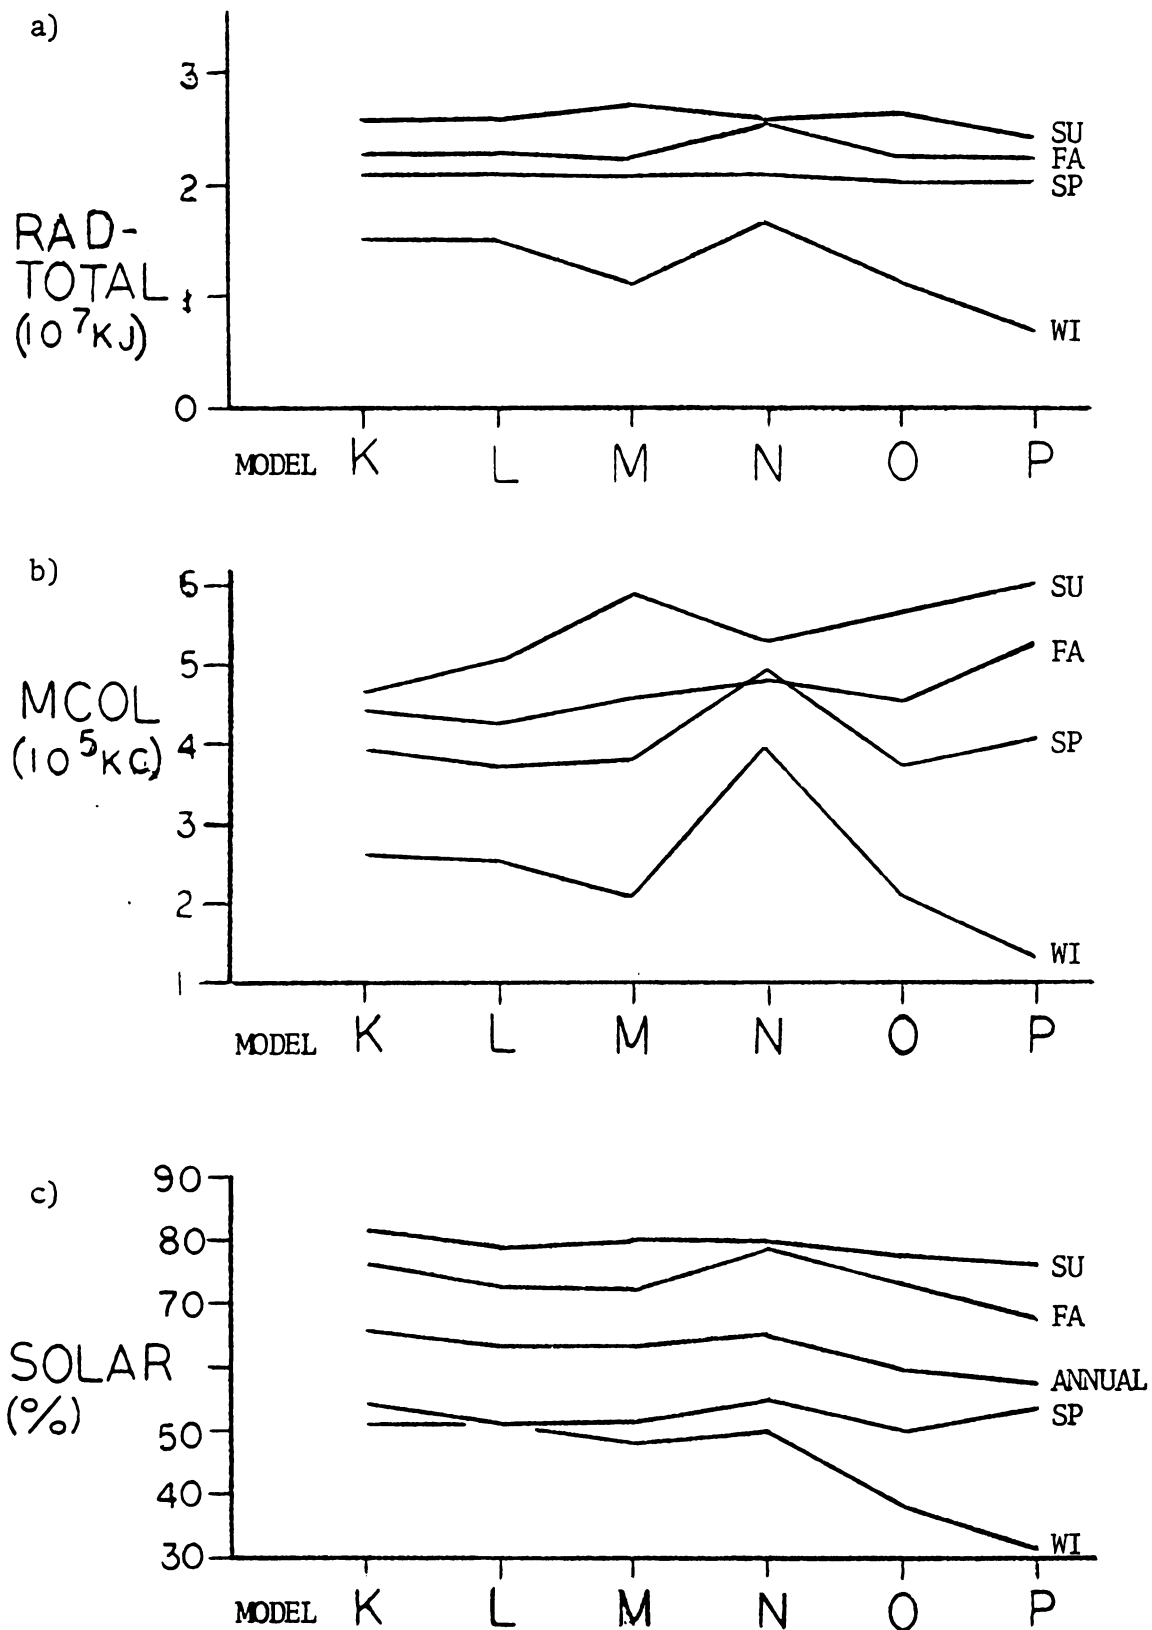 a)
3
SU
FA
2
SP
RAD-
TOTAL
1
(10⁷KJ)
WI
0
MODEL K L M N O P
b)
6
SU
5
FA
MCOL
4
SP
(10⁵KG)
3
2
WI
1
MODEL K L M N O P
c)
90
80
SU
70
FA
SOLAR
ANNUAL
(%)
SP
50
40
WI
30
MODEL K L M N O P